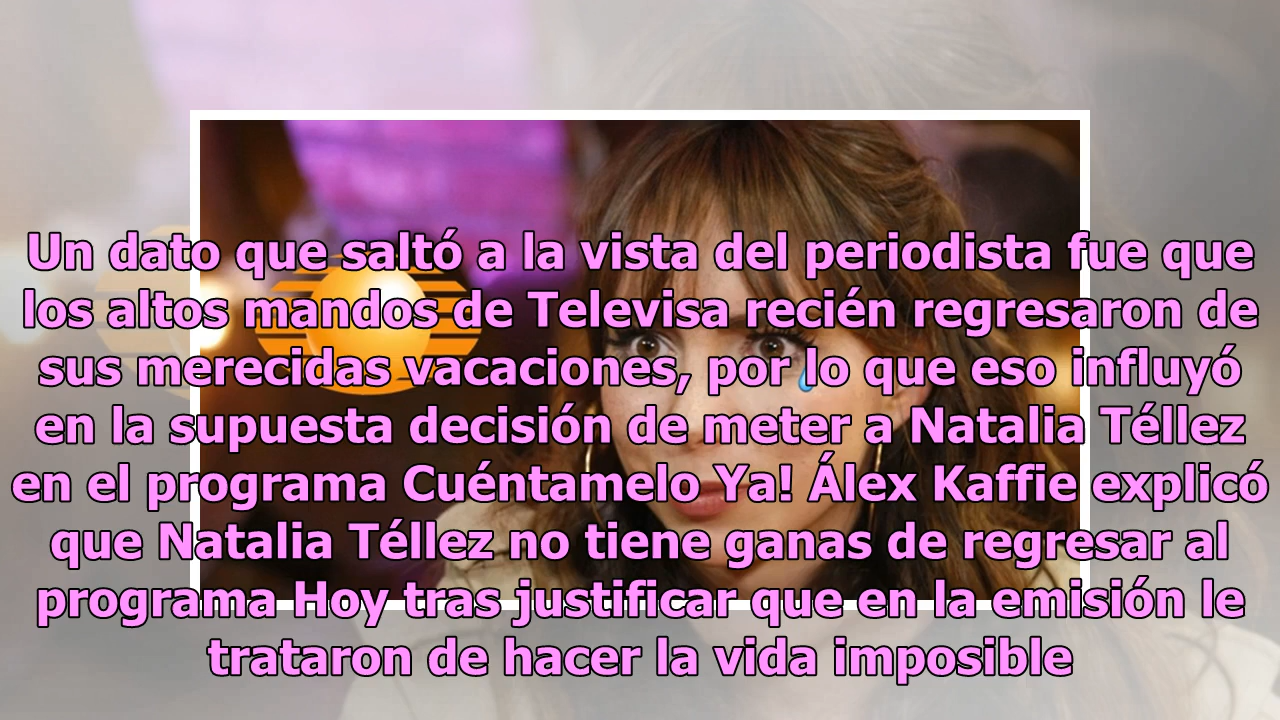 Un dato que saltó a la vista del periodista fue que
los altos mandos de Televisa recién regresaron de
sus merecidas vacaciones, por lo que eso influyó
en la supuesta decisión de meter a Natalia Téllez
en el programa Cuéntamelo Ya! Álex Kaffie explicó
que Natalia Téllez no tiene ganas de regresar al
programa Hoy tras justificar que en la emisión le
trataron de hacer la vida imposible